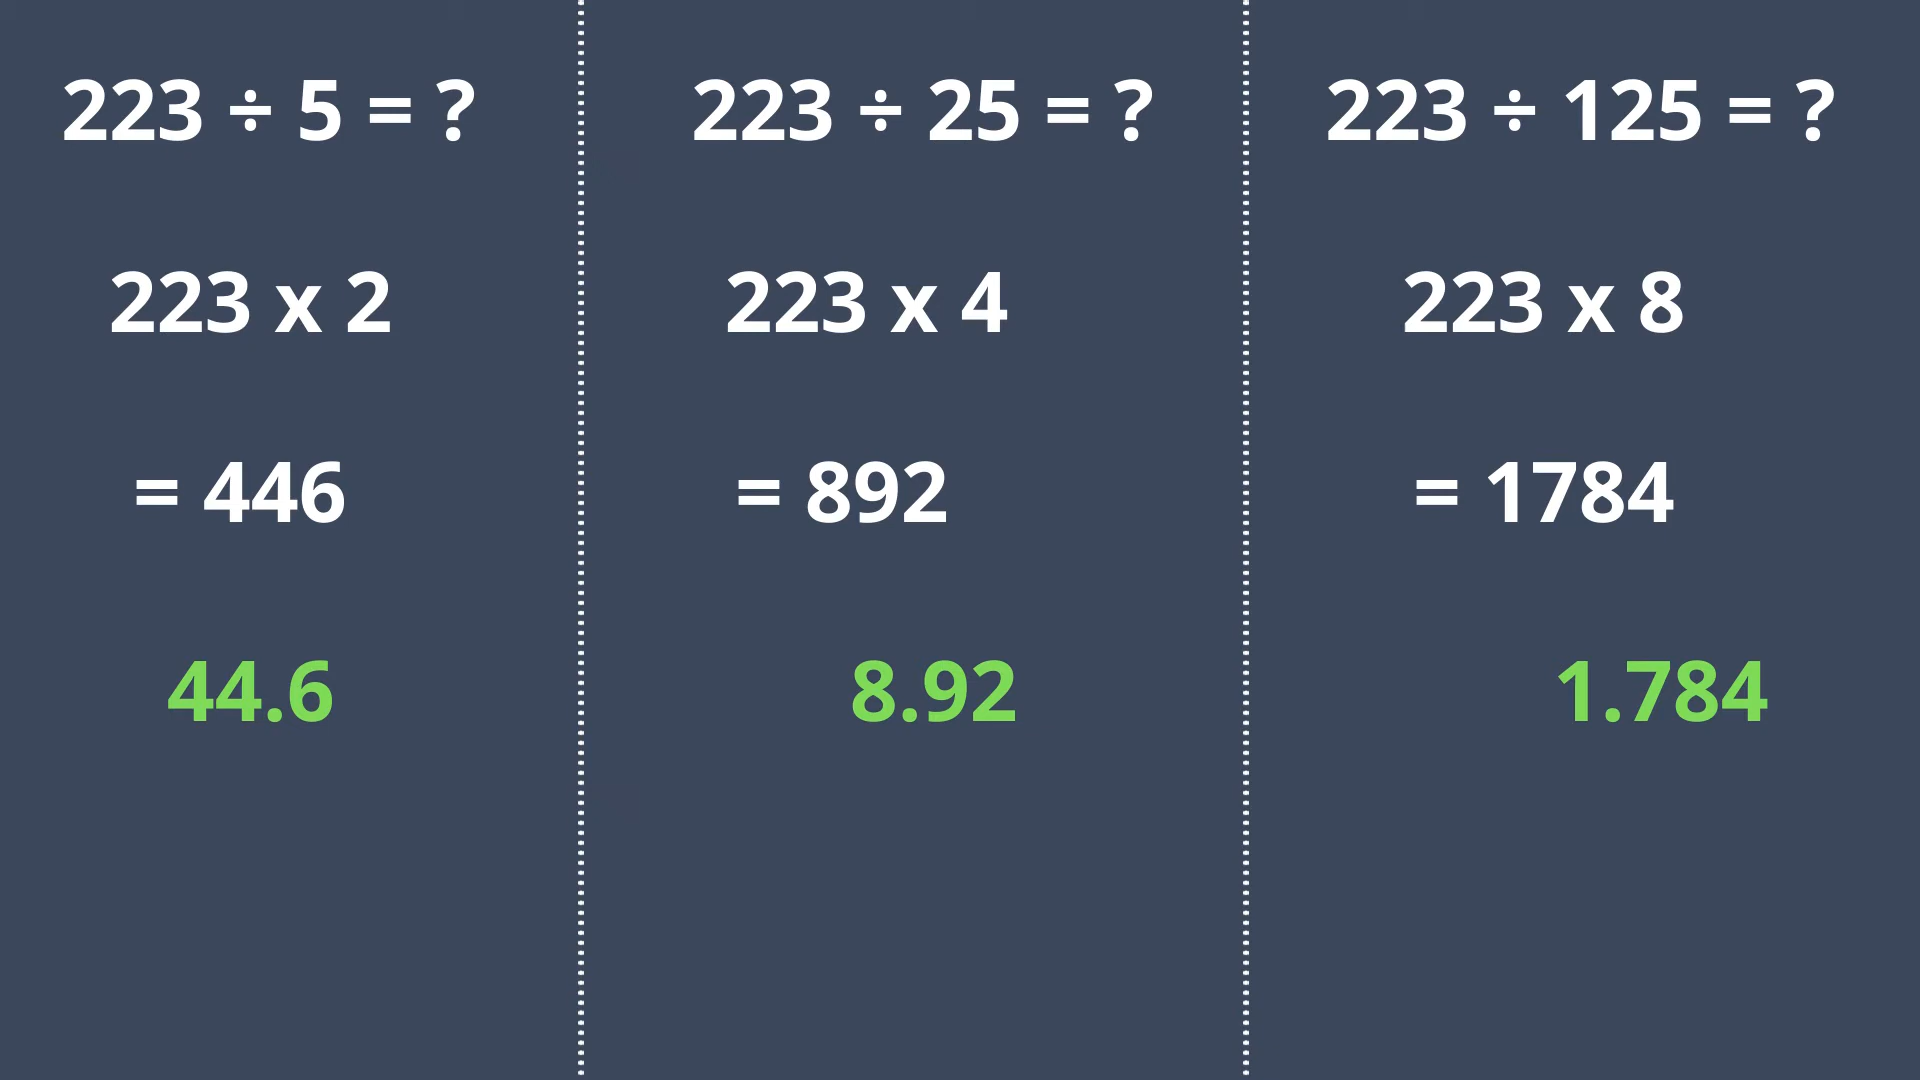 223 ÷ 5 = ?
223 x 2
= 446
44.6
223 ÷ 25 = ?
223 x 4
= 892
8.92
223 ÷ 125 = ?
223 x 8
= 1784
1.784